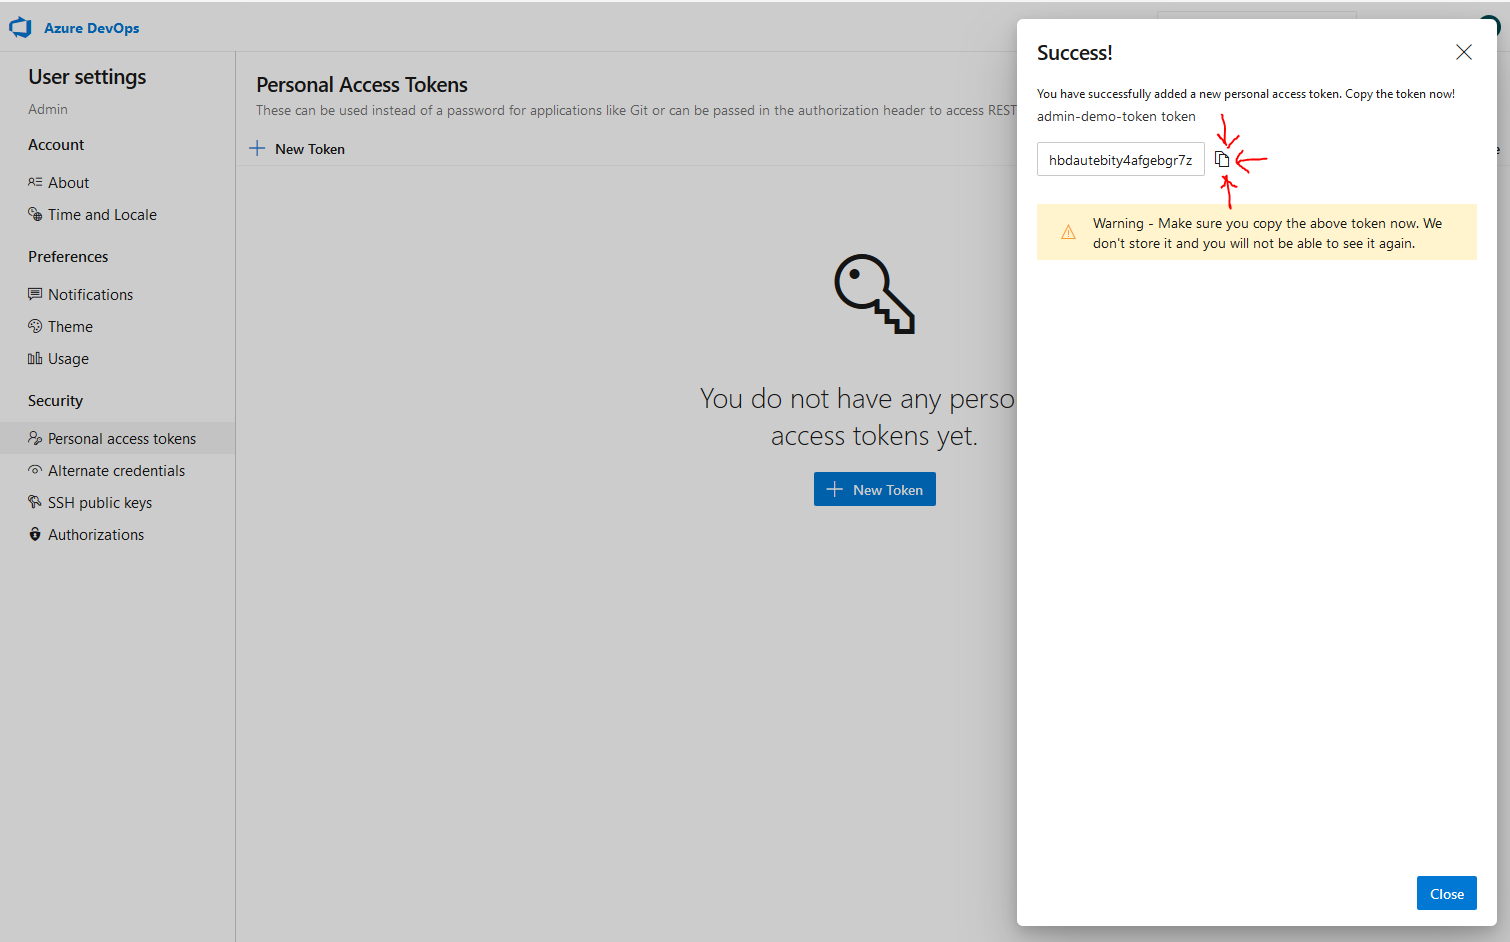 Azure DevOps
User settings
Admin
Account
About
Time and Locale
Preferences
Notifications
Theme
Usage
Security
Personal access tokens
Alternate credentials
SSH public keys
Authorizations
Personal Access Tokens
These can be used instead of a password for applications like Git or can be passed in the authorization header to access REST
New Token
You do not have any perso
access tokens yet.
New Token
Success!
You have successfully added a new personal access token. Copy the token now!
admin-demo-token token
hbdautebity4afgebgr7z
Warning - Make sure you copy the above token now. We
don't store it and you will not be able to see it again.
Close